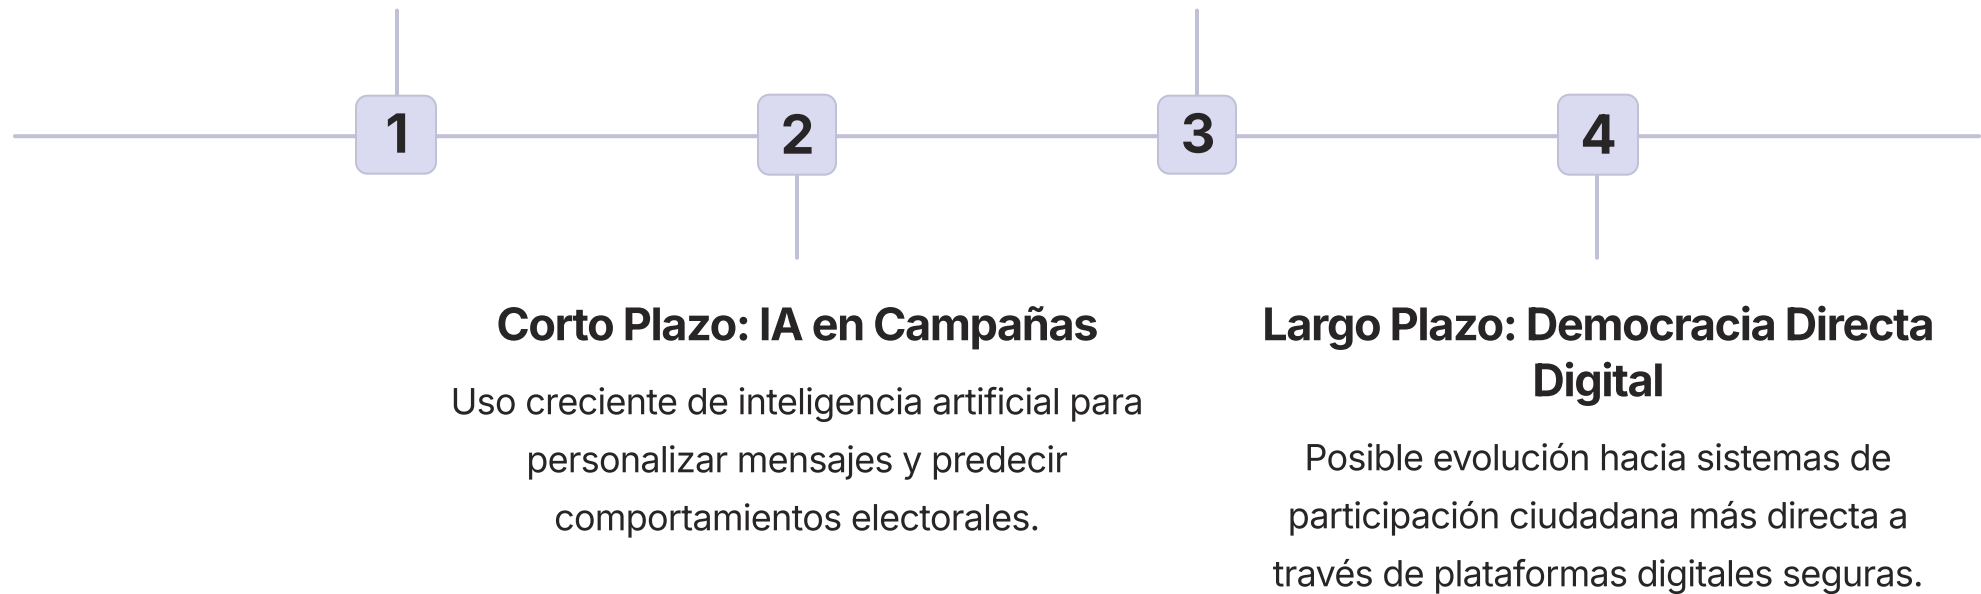 1
2
3
4
Corto Plazo: IA en Campañas
Uso creciente de inteligencia artificial para
personalizar mensajes y predecir
comportamientos electorales.
Largo Plazo: Democracia Directa
Digital
Posible evolución hacia sistemas de
participación ciudadana más directa a
través de plataformas digitales seguras.